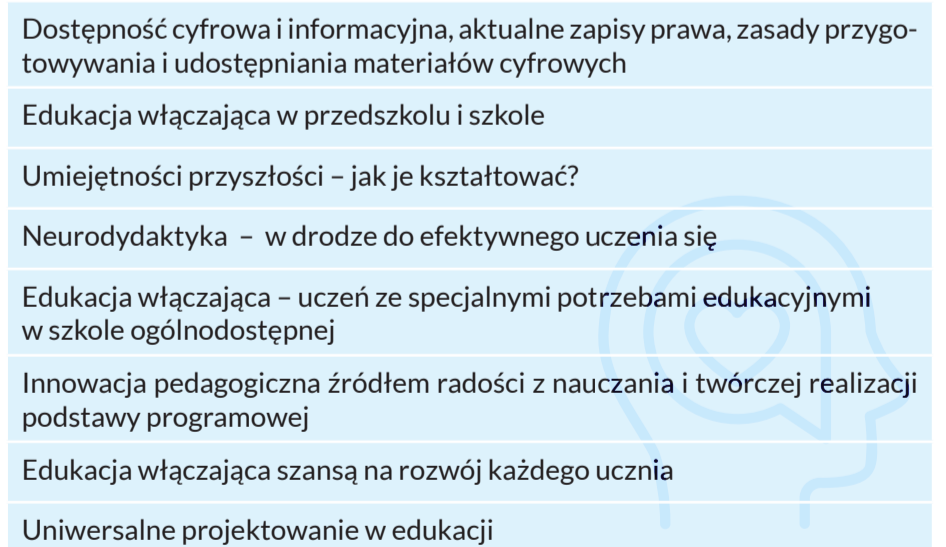 Dostępność cyfrowa i informacyjna, aktualne zapisy prawa, zasady przygo-
towywania i udostępniania materiałów cyfrowych
Edukacja włączająca w przedszkolu i szkole
Umiejętności przyszłości – jak je kształtować?
Neurodydaktyka – w drodze do efektywnego uczenia się
Edukacja włączająca – uczeń ze specjalnymi potrzebami edukacyjnymi
w szkole ogólnodostępnej
Innowacja pedagogiczna źródłem radości z nauczania i twórczej realizacji
podstawy programowej
Edukacja włączająca szansą na rozwój każdego ucznia
Uniwersalne projektowanie w edukacji